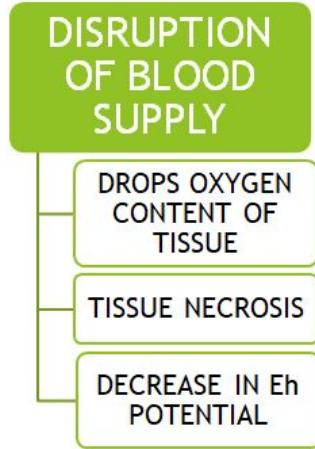 DISRUPTION
OF BLOOD
SUPPLY
DROPS OXYGEN
CONTENT OF
TISSUE
TISSUE NECROSIS
DECREASE IN Eh
POTENTIAL